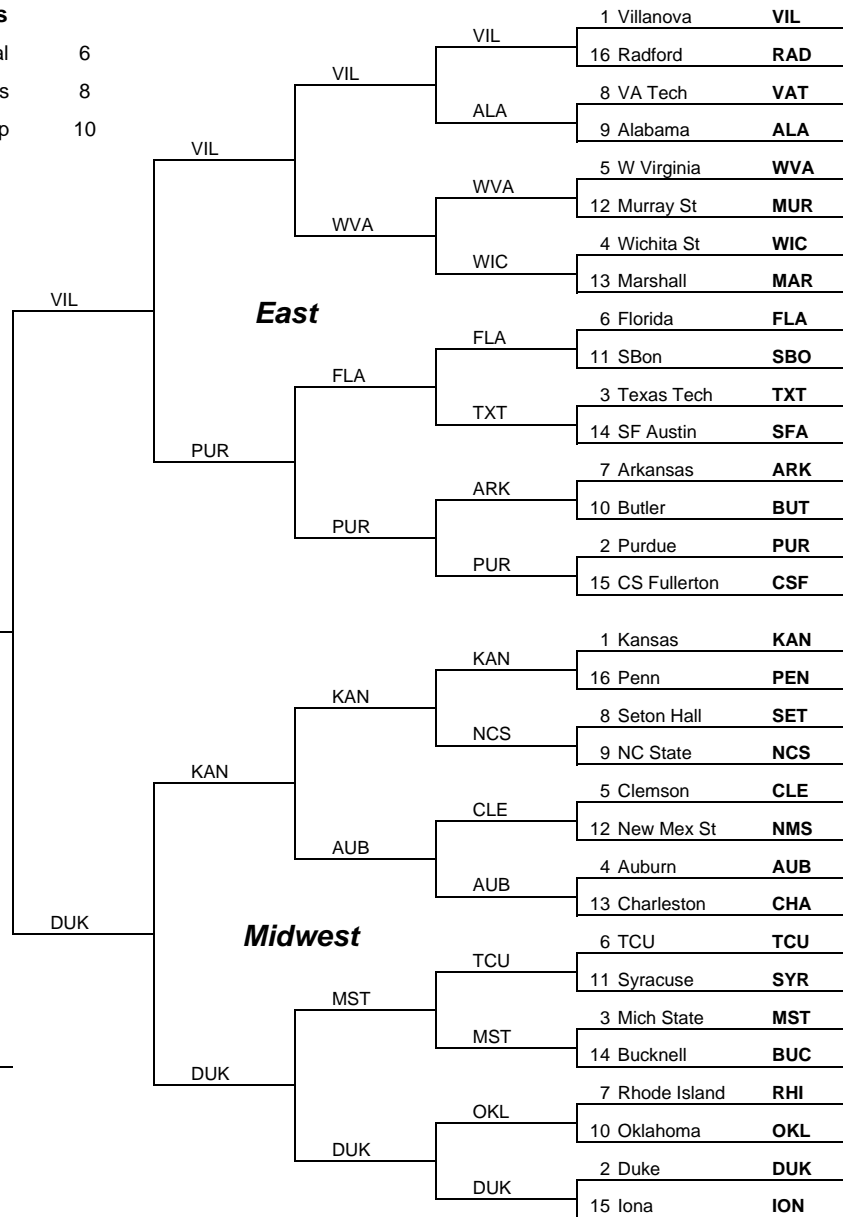 s
al 6
s 8
p 10
1 Villanova VIL
VIL
16 Radford RAD
VIL
8 VA Tech VAT
ALA
9 Alabama ALA
VIL
5 W Virginia WVA
WVA
12 Murray St MUR
WVA
4 Wichita St WIC
WIC
13 Marshall MAR
VIL
East
6 Florida FLA
FLA
11 SBon SBO
FLA
3 Texas Tech TXT
TXT
14 SF Austin SFA
PUR
7 Arkansas ARK
ARK
10 Butler BUT
PUR
2 Purdue PUR
PUR
15 CS Fullerton CSF
1 Kansas KAN
KAN
16 Penn PEN
KAN
8 Seton Hall SET
NCS
9 NC State NCS
KAN
5 Clemson CLE
CLE
12 New Mex St NMS
AUB
4 Auburn AUB
AUB
13 Charleston CHA
DUK
Midwest
6 TCU TCU
TCU
11 Syracuse SYR
MST
3 Mich State MST
MST
14 Bucknell BUC
DUK
7 Rhode Island RHI
OKL
10 Oklahoma OKL
DUK
2 Duke DUK
DUK
15 Iona ION